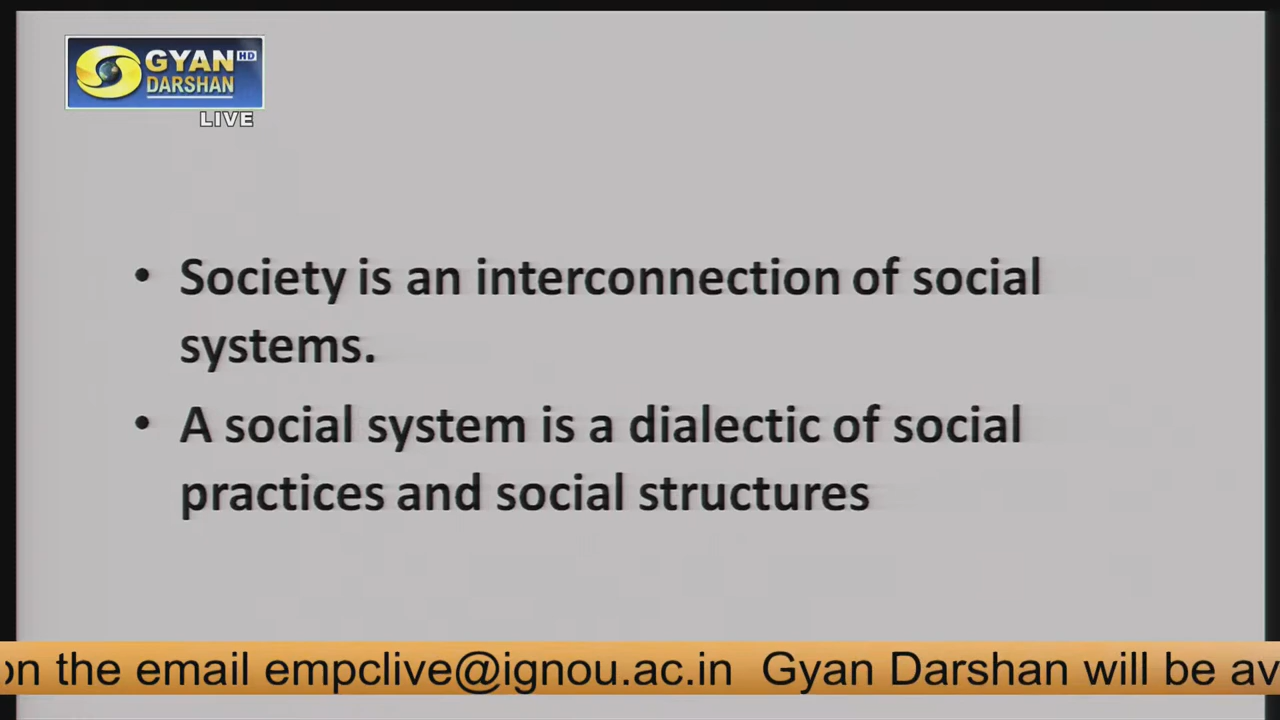 GYAN HD
DARSHAN
LIVE
• Society is an interconnection of social
systems.
• A social system is a dialectic of social
practices and social structures
on the email empclive@ignou.ac.in Gyan Darshan will be av